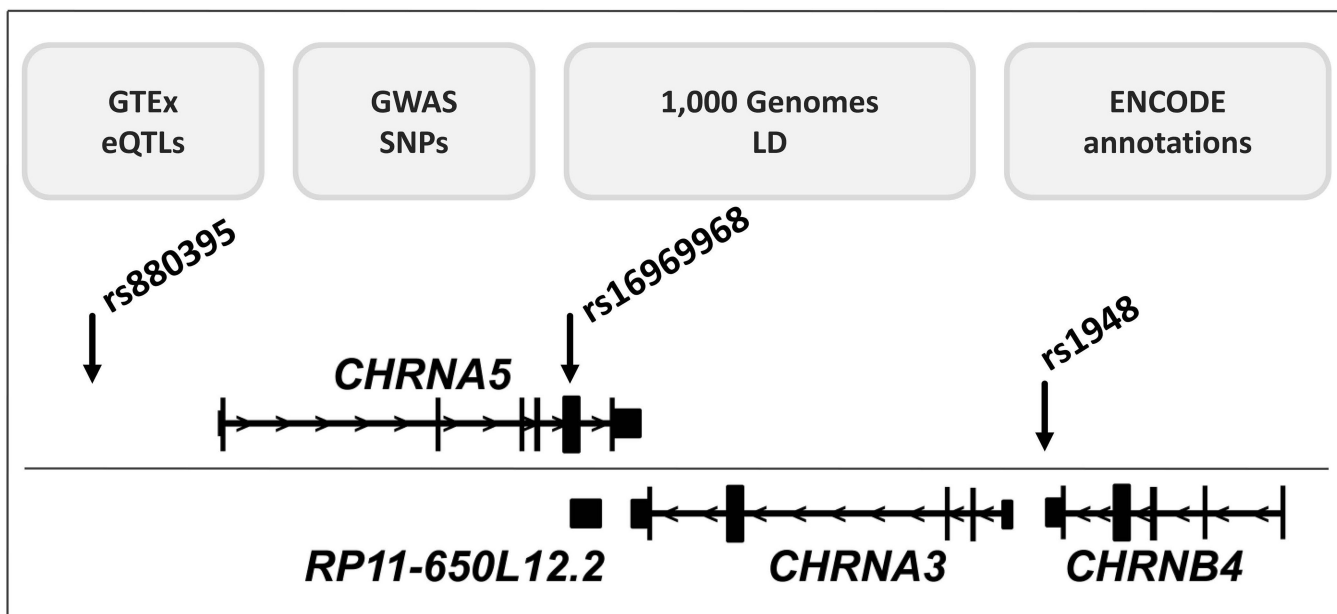 GTEx
eQTLs
GWAS
SNPs
1,000 Genomes
LD
ENCODE
annotations
rs880395
rs16969968
rs1948
CHRNA5
RP11-650L12.2
CHRNA3
CHRNB4